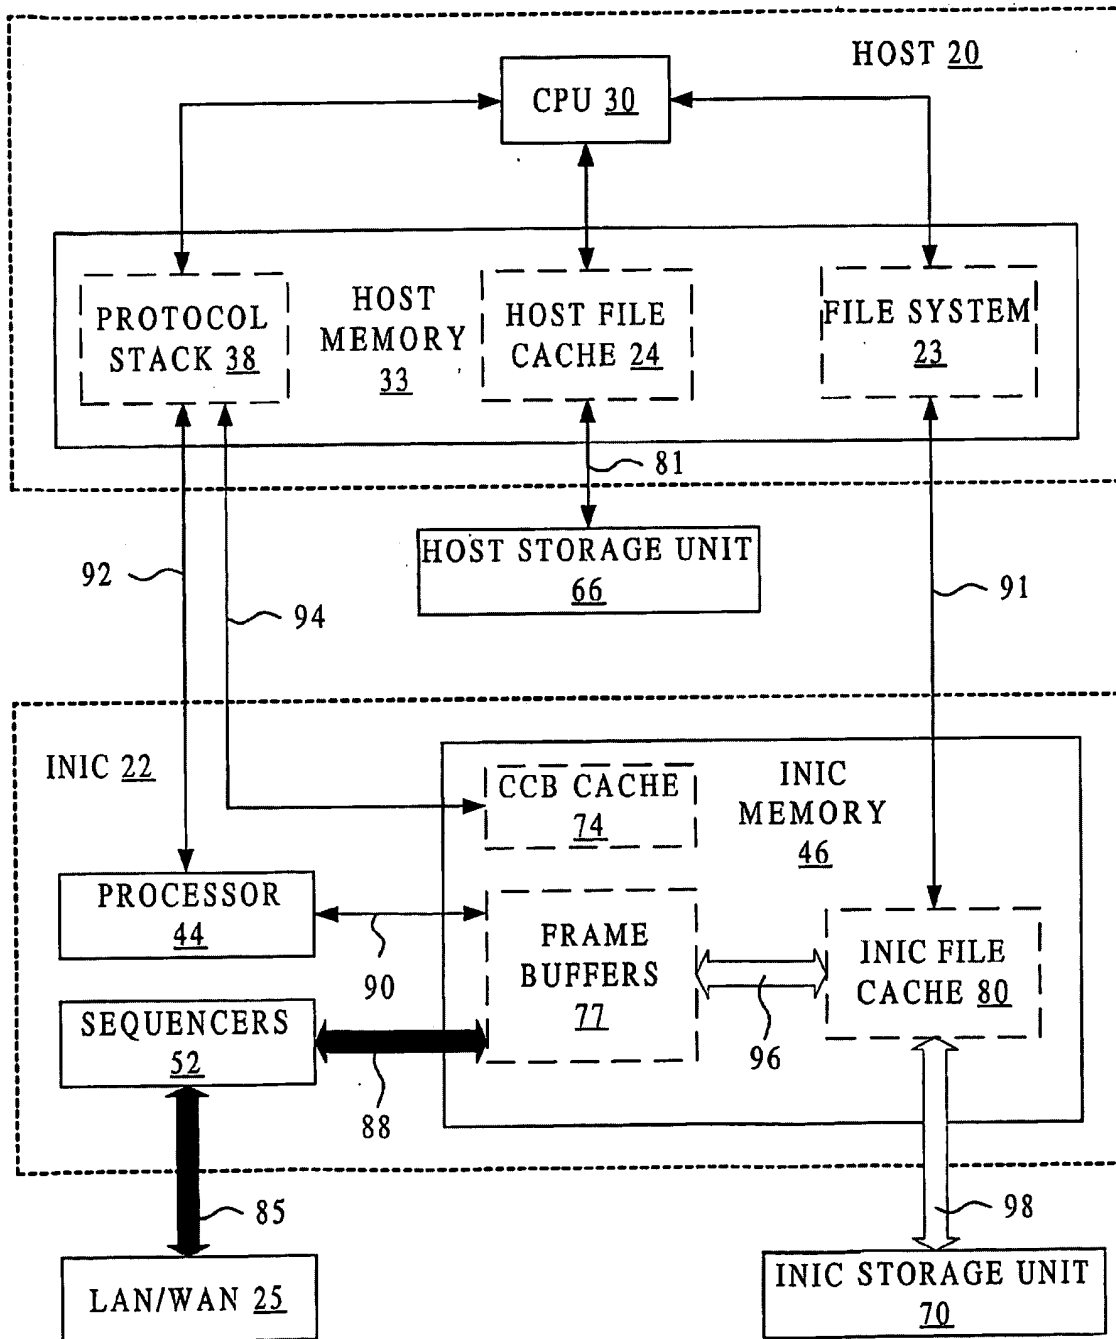 HOST 20
CPU 30
PROTOCOL
STACK 38
HOST
MEMORY
33
HOST FILE
CACHE 24
FILE SYSTEM
23
81
HOST STORAGE UNIT
66
92
94
91
INIC 22
CCB CACHE
74
INIC
MEMORY
46
PROCESSOR
44
90
FRAME
BUFFERS
77
INIC FILE
CACHE 80
96
SEQUENCERS
52
88
85
98
LAN/WAN 25
INIC STORAGE UNIT
70